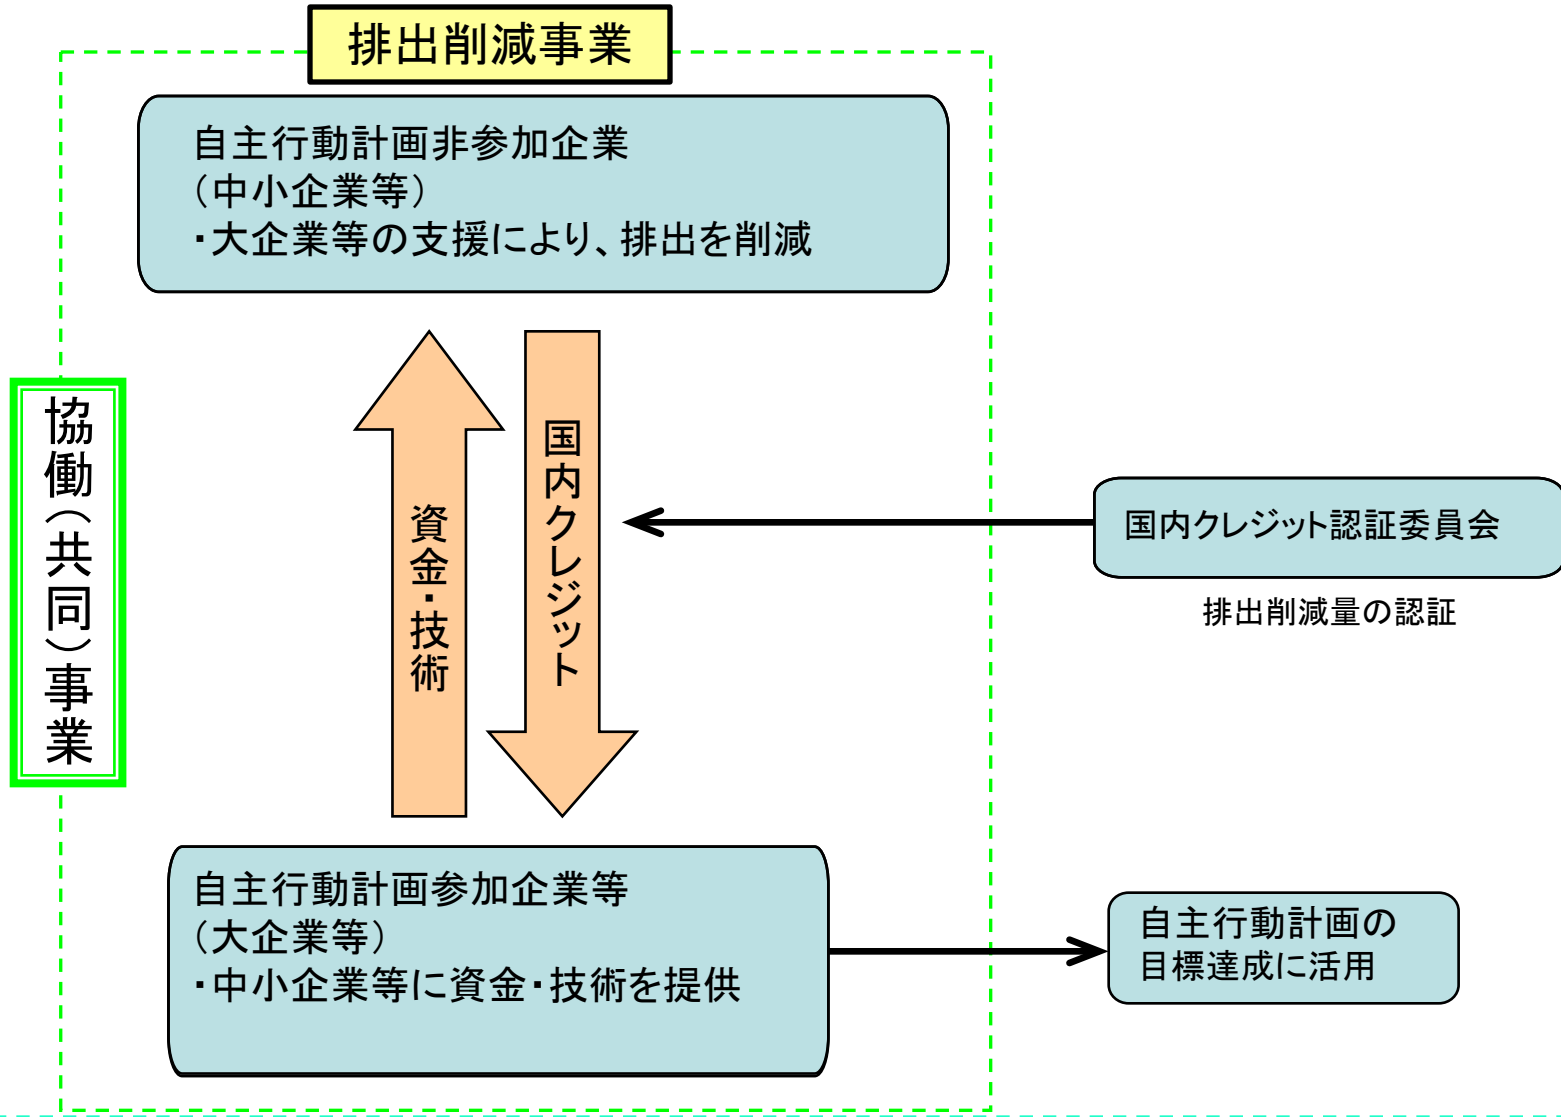 排出削減事業
自主行動計画非参加企業
（中小企業等）
・大企業等の支援により、排出を削減
協働（共同）事業
資金・技術
国内クレジット
国内クレジット認証委員会
排出削減量の認証
自主行動計画参加企業等
（大企業等）
・中小企業等に資金・技術を提供
自主行動計画の
目標達成に活用